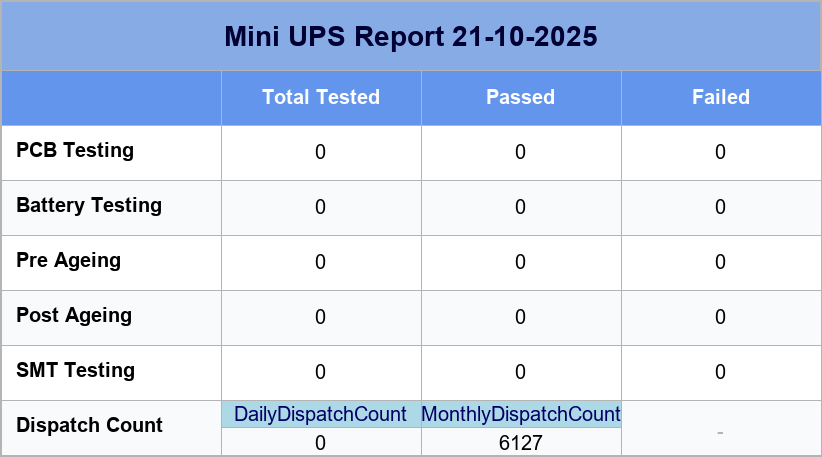 Mini UPS Report 21-10-2025
Total Tested Passed Failed
PCB Testing 0 0 0
Battery Testing 0 0 0
Pre Ageing 0 0 0
Post Ageing 0 0 0
SMT Testing 0 0 0
Dispatch Count DailyDispatchCount MonthlyDispatchCount -
0 6127